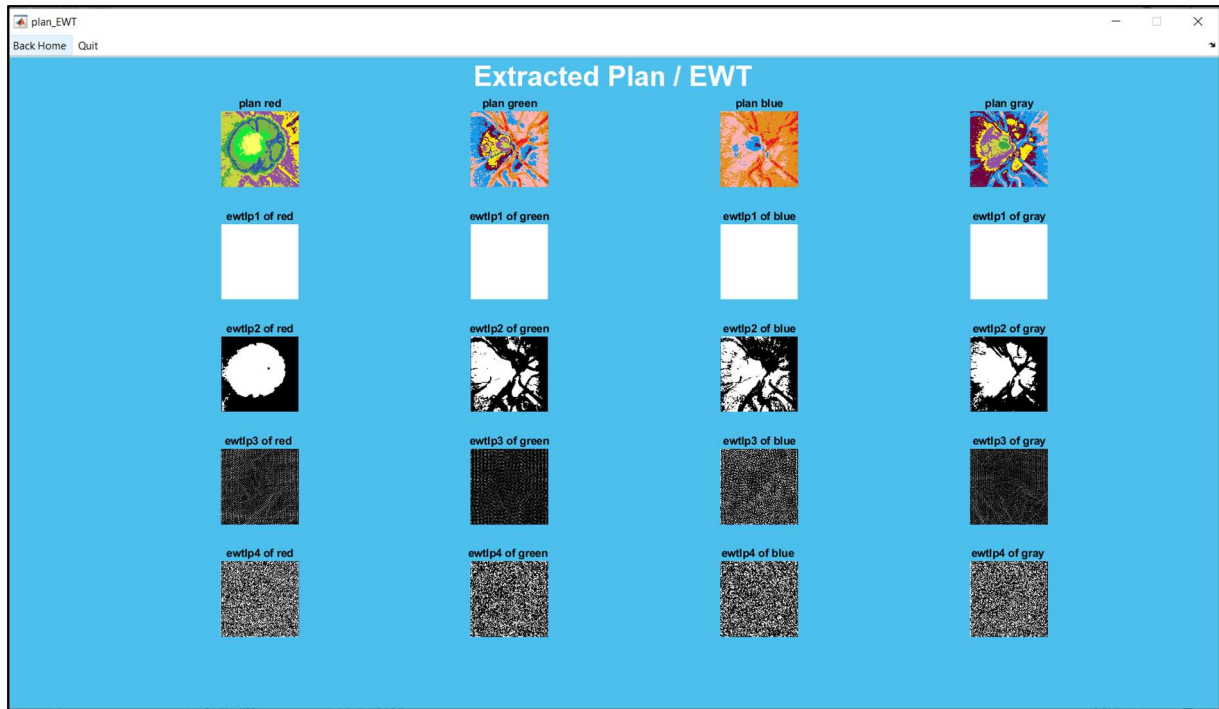 plan_EWT
Back Home Quit
Extracted Plan / EWT
plan red plan green plan blue plan gray
ewtlp1 of red ewtlp1 of green ewtlp1 of blue ewtlp1 of gray
ewtlp2 of red ewtlp2 of green ewtlp2 of blue ewtlp2 of gray
ewtlp3 of red ewtlp3 of green ewtlp3 of blue ewtlp3 of gray
ewtlp4 of red ewtlp4 of green ewtlp4 of blue ewtlp4 of gray